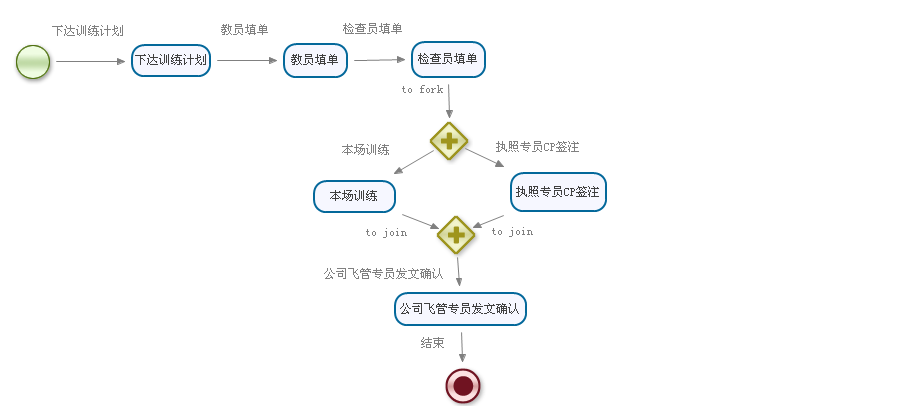 下达训练计划
教员填单
检查员填单
下达训练计划
教员填单
检查员填单
to fork
本场训练
执照专员CP签注
本场训练
执照专员CP签注
to join
to join
公司飞管专员发文确认
公司飞管专员发文确认
结束